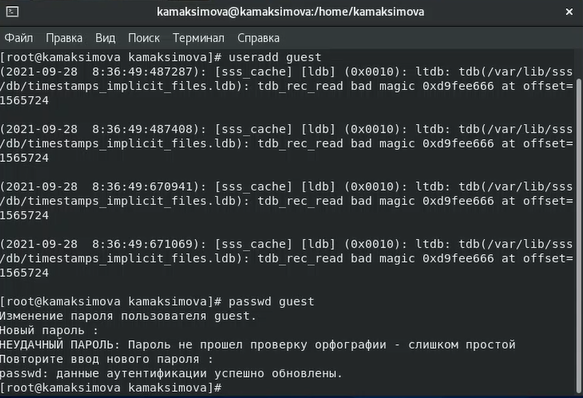 kamaksimova@kamaksimova:/home/kamaksimova
Файл Правка Вид Поиск Терминал Справка
[root@kamaksimova kamaksimova]# useradd guest
(2021-09-28  8:36:49:487287): [sss_cache] [ldb] (0x0010): ltdb: tdb(/var/lib/sss
/db/timestamps_implicit_files.ldb): tdb_rec_read bad magic 0xd9fee666 at offset=
1565724
(2021-09-28  8:36:49:487408): [sss_cache] [ldb] (0x0010): ltdb: tdb(/var/lib/sss
/db/timestamps_implicit_files.ldb): tdb_rec_read bad magic 0xd9fee666 at offset=
1565724
(2021-09-28  8:36:49:670941): [sss_cache] [ldb] (0x0010): ltdb: tdb(/var/lib/sss
/db/timestamps_implicit_files.ldb): tdb_rec_read bad magic 0xd9fee666 at offset=
1565724
(2021-09-28  8:36:49:671069): [sss_cache] [ldb] (0x0010): ltdb: tdb(/var/lib/sss
/db/timestamps_implicit_files.ldb): tdb_rec_read bad magic 0xd9fee666 at offset=
1565724
[root@kamaksimova kamaksimova]# passwd guest
Изменение пароля пользователя guest.
Новый пароль :
НЕУДАЧНЫЙ ПАРОЛЬ: Пароль не прошел проверку орфографии - слишком простой
Повторите ввод нового пароля :
passwd: данные аутентификации успешно обновлены.
[root@kamaksimova kamaksimova]#